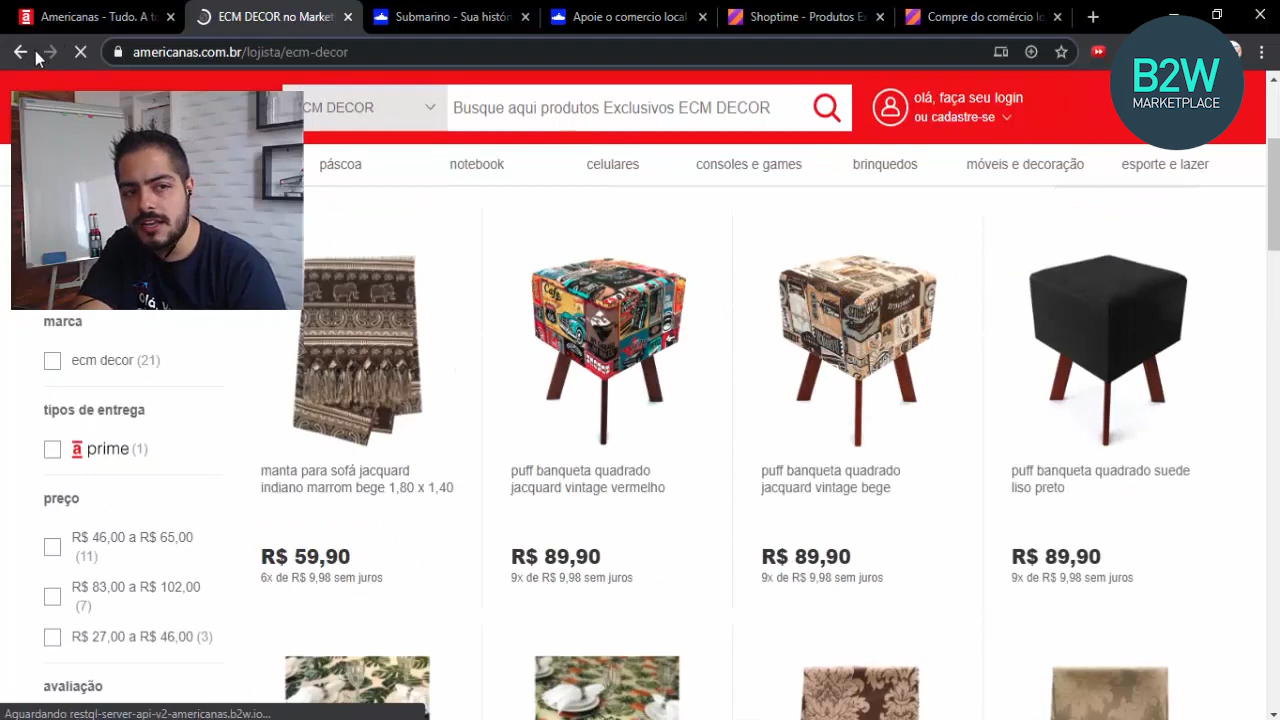 Americanas - Tudo. A to
ECM DECOR no Market
Submarino - Sua histór
Apoie o comercio local
Shoptime - Produtos E
Compre do comércio lo
americanas.com.br/lojista/ecm-decor
B2W
MARKETPLACE
CM DECOR
Busque aqui produtos Exclusivos ECM DECOR
olá, faça seu login
ou cadastre-se
páscoa
notebook
celulares
consoles e games
brinquedos
móveis e decoração
esporte e lazer
marca
ecm decor (21)
tipos de entrega
a prime (1)
preço
R$ 46,00 a R$ 65,00
(11)
R$ 83,00 a R$ 102,00
(7)
R$ 27,00 a R$ 46,00 (3)
avaliação
manta para sofá jacquard
indiano marrom bege 1,80 x 1,40
R$ 59,90
6x de R$ 9,98 sem juros
puff banqueta quadrado
jacquard vintage vermelho
R$ 89,90
9x de R$ 9,98 sem juros
puff banqueta quadrado
jacquard vintage bege
R$ 89,90
9x de R$ 9,98 sem juros
puff banqueta quadrado suede
liso preto
R$ 89,90
9x de R$ 9,98 sem juros
Aguardando restql-server-api-v2-americanas.b2w.io...